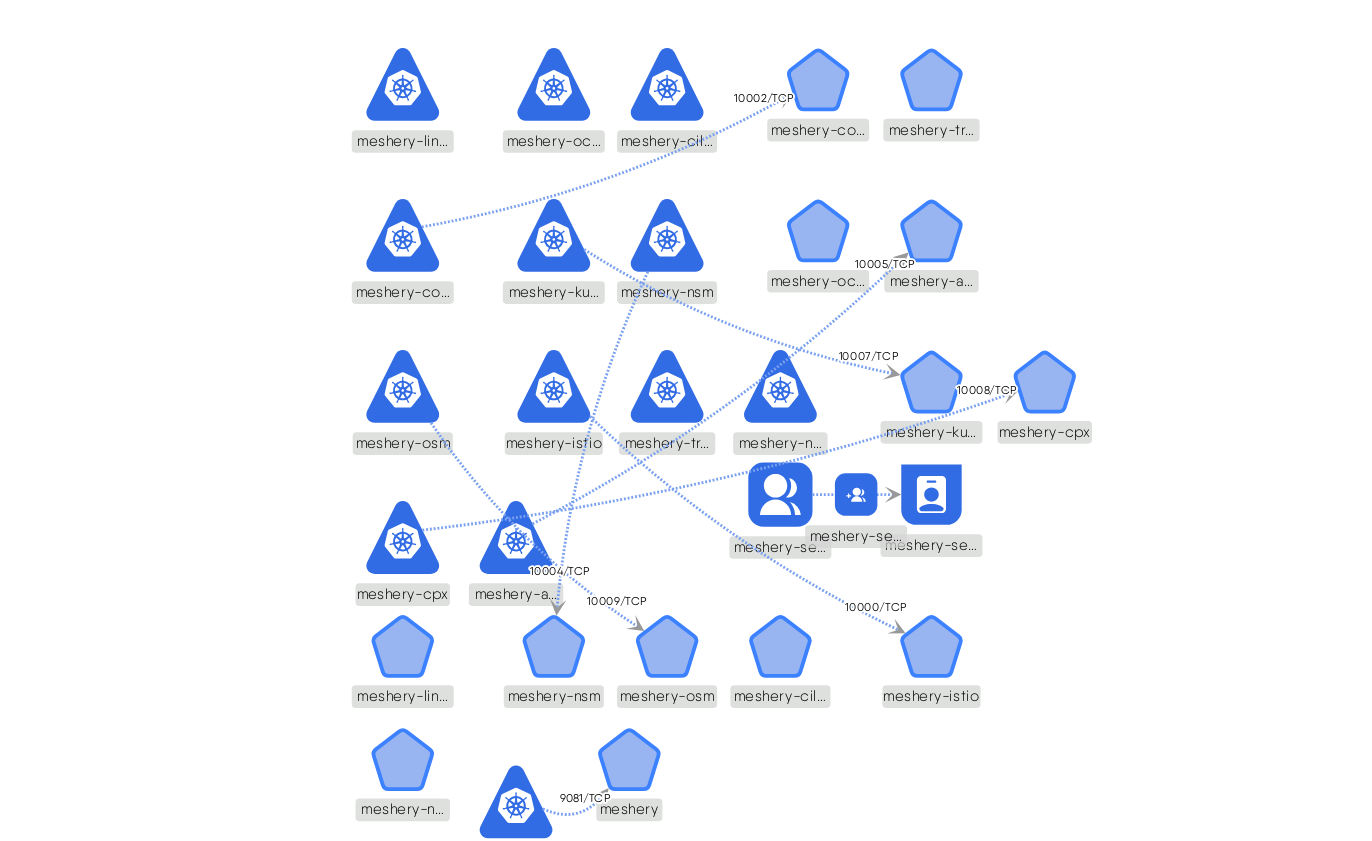 10002/TCP
meshery-lin...
meshery-oc...
meshery-cil...
meshery-co...
meshery-tr...
10005/TCP
meshery-co...
meshery-ku...
meshery-nsm
meshery-oc...
meshery-a...
10007/TCP
10008/TCP
meshery-osm
meshery-istio
meshery-tr...
meshery-n...
meshery-ku...
meshery-cpx
meshery-se...
meshery-se...
meshery-se...
10004/TCP
meshery-cpx
meshery-a...
10009/TCP
10000/TCP
meshery-lin...
meshery-nsm
meshery-osm
meshery-cil...
meshery-istio
9081/TCP
meshery-n...
meshery